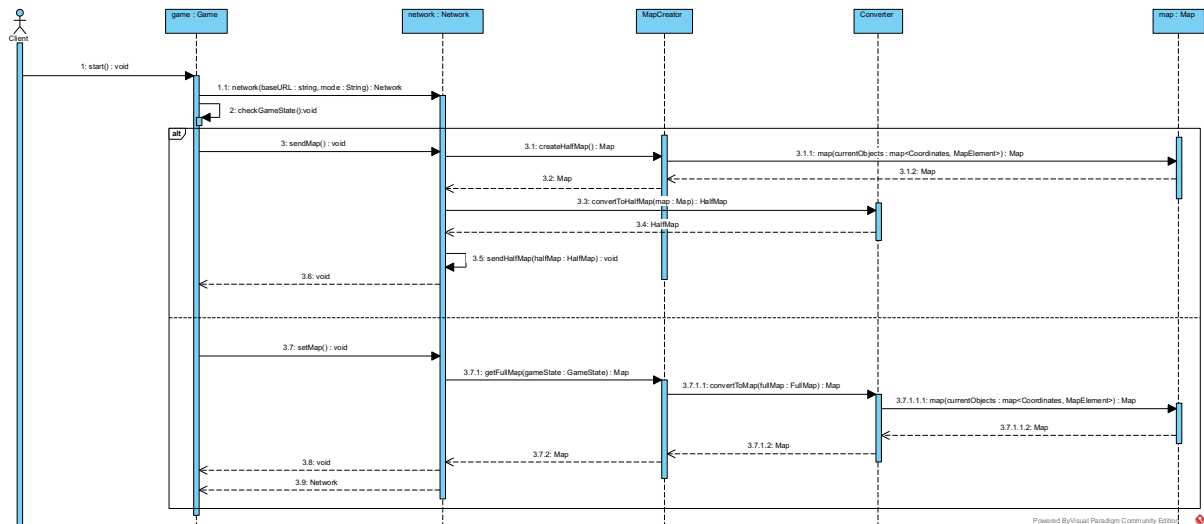 game : Game
network : Network
MapCreator
Converter
map : Map
Client
1: start() : void
1.1: network(baseURL : string, mode : String) : Network
2: checkGameState():void
alt
3: sendMap() : void
3.1: createHalfMap() : Map
3.1.1: map(currentObjects : map<Coordinates, MapElement>) : Map
3.1.2: Map
3.2: Map
3.3: convertToHalfMap(map : Map) : HalfMap
3.4: HalfMap
3.5: sendHalfMap(halfMap : HalfMap) : void
3.6: void
3.7: setMap() : void
3.7.1: getFullMap(gameState : GameState) : Map
3.7.1.1: convertToMap(fullMap : FullMap) : Map
3.7.1.1.1: map(currentObjects : map<Coordinates, MapElement>) : Map
3.7.1.1.2: Map
3.7.1.2: Map
3.7.2: Map
3.8: void
3.9: Network
Powered ByVisual Paradigm Community Edition